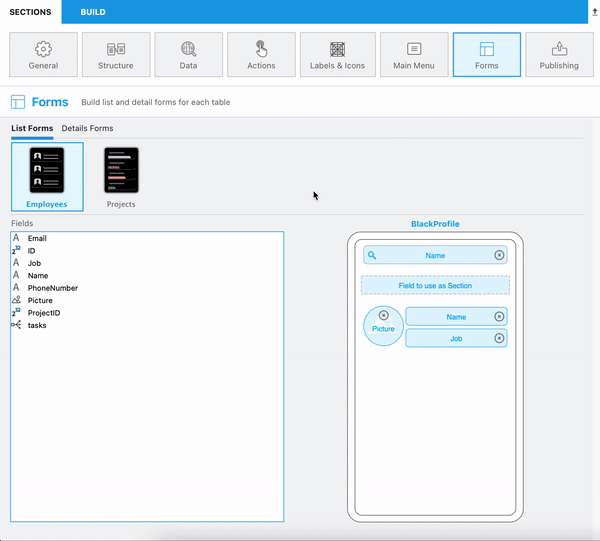 SECTIONS BUILD
General Structure Data Actions Labels & Icons Main Menu Forms Publishing
Forms Build list and detail forms for each table
List Forms Details Forms
Employees Projects
Fields
BlackProfile
Email
ID
Job
Name
PhoneNumber
Picture
ProjectID
tasks
Name
Field to use as Section
Picture
Name
Job